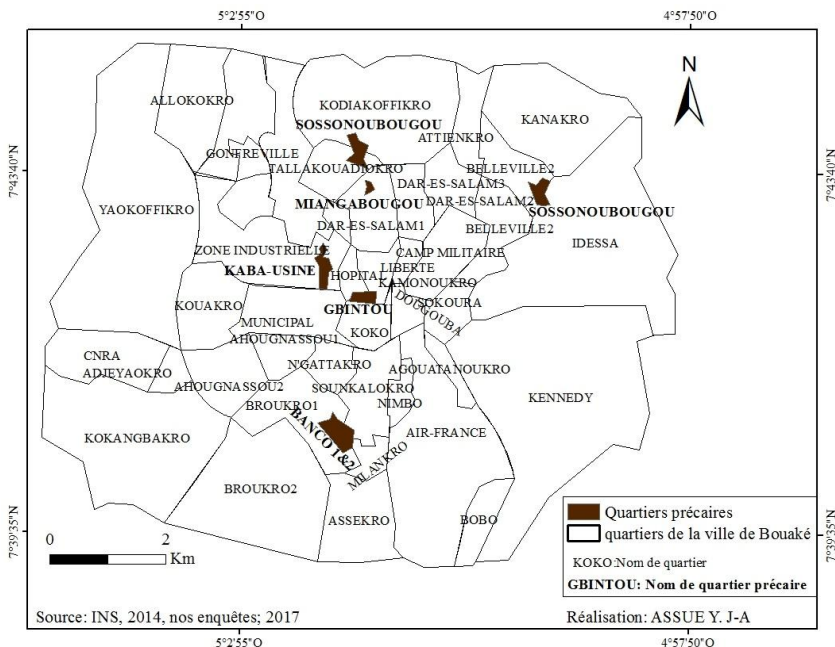 5°2'55"O
4°57'50"O
N
7°43'40"N
7°43'40"N
ALLOKOKRO
KODIAKOFFIKRO
KANAKRO
SOSSONOUBOUGOU
ATTIENKRO
GONFREVILLE
TALLAKOUADIOKRO
BELLEVILLE2
DAR-ES-SALAM3
YAOKOFFIKRO
MIANGABOUGOU
DAR-ES-SALAM2
SOSSONOUBOUGOU
DAR-ES-SALAM1
BELLEVILLE2
IDESSA
ZONE INDUSTRIELLE
CAMP MILITAIRE
KABA-USINE
HOPITAL
LIBERTE
KAMONOUKRO
KOUAKRO
GBINTOU
DOUGOUBA
SOKOURA
MUNICIPAL
KOKO
AHOUGNASSOU1
CNRA
N'GATTAKRO
AGOUATANOUKRO
ADJEYAOKRO
AHOUGNASSOU2
SOUNKALOKRO
KENNEDY
BROUKRO1
NIMBO
BANCO 1&2
AIR-FRANCE
KOKANGBAKRO
MILANKRO
BROUKRO2
ASSEKRO
BOBO
7°39'35"N
7°39'35"N
0 2
Km
Quartiers précaires
quartiers de la ville de Bouaké
KOKO:Nom de quartier
GBINTOU: Nom de quartier précaire
Source: INS, 2014, nos enquêtes; 2017
Réalisation: ASSUE Y. J-A
5°2'55"O
4°57'50"O